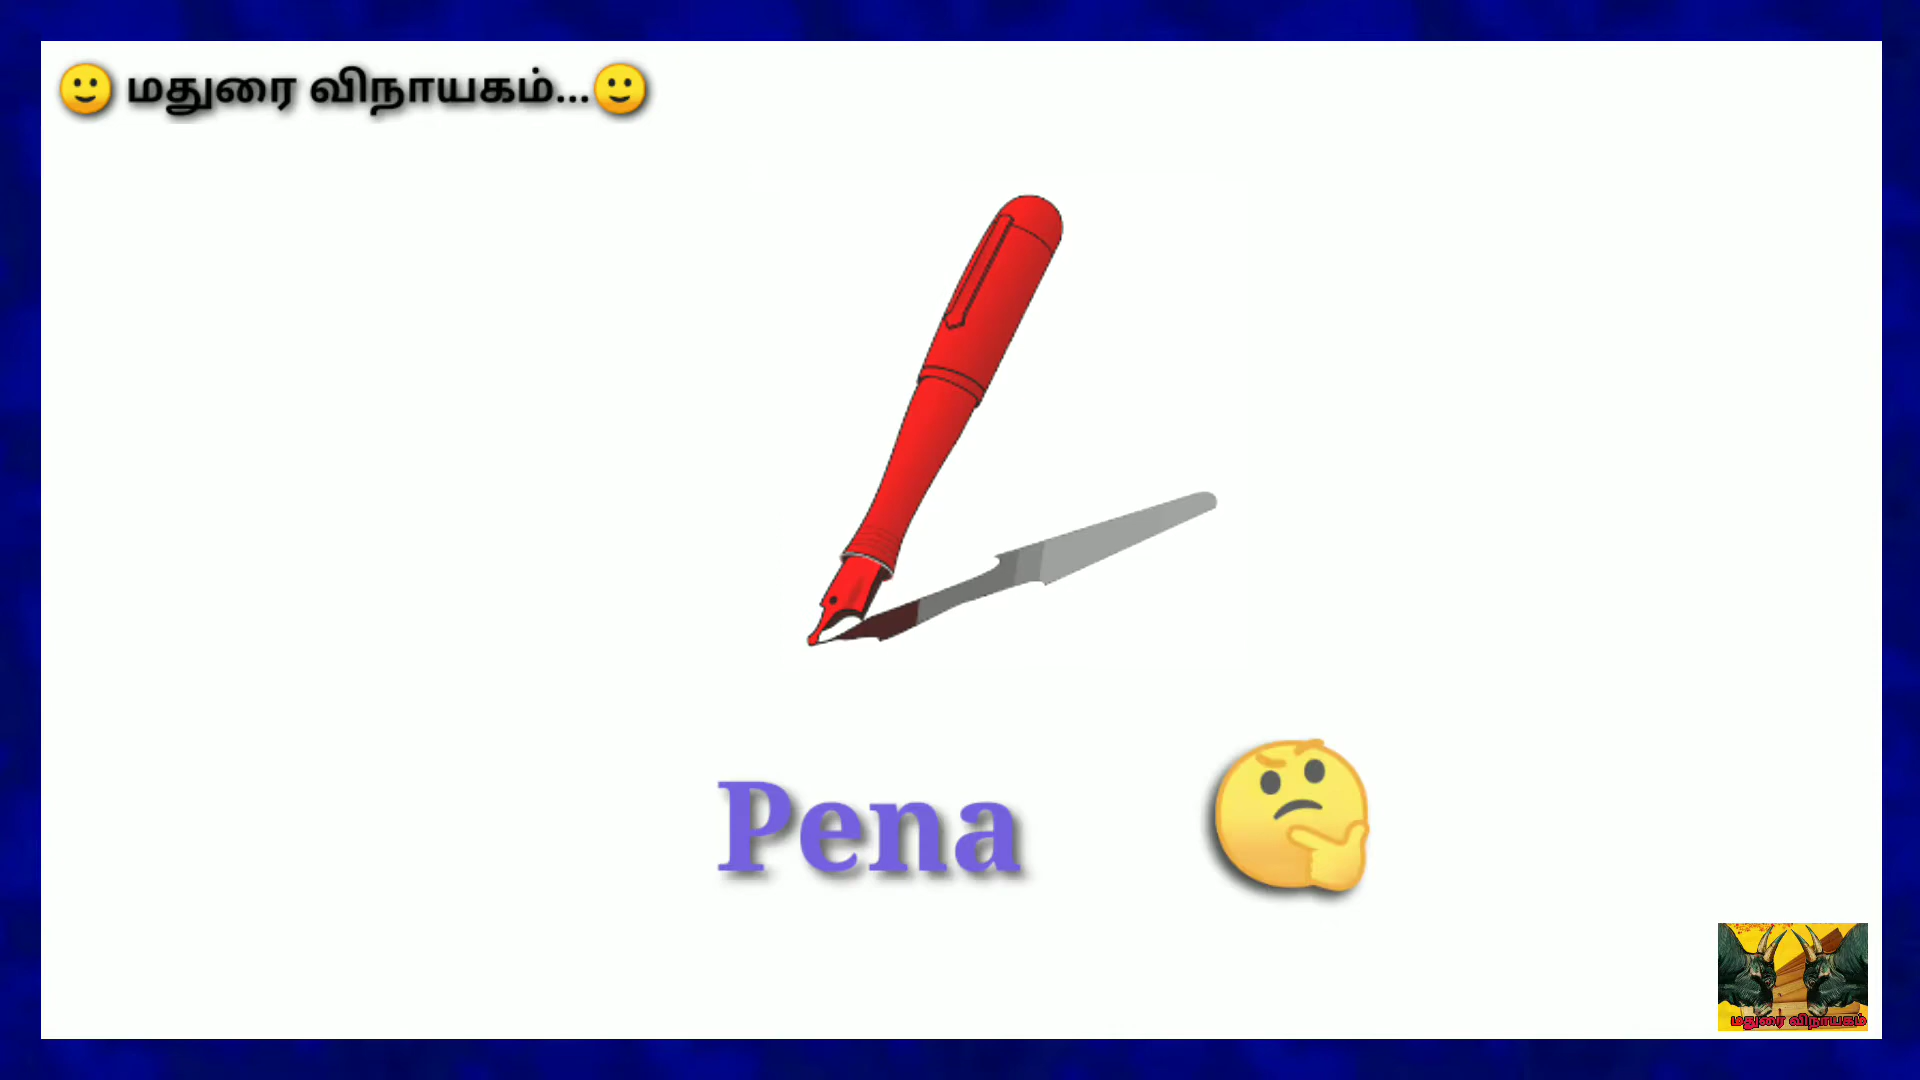 🙂 மதுரை விநாயகம்...🙂
Pena 🤔
மதுரை விநாயகம்